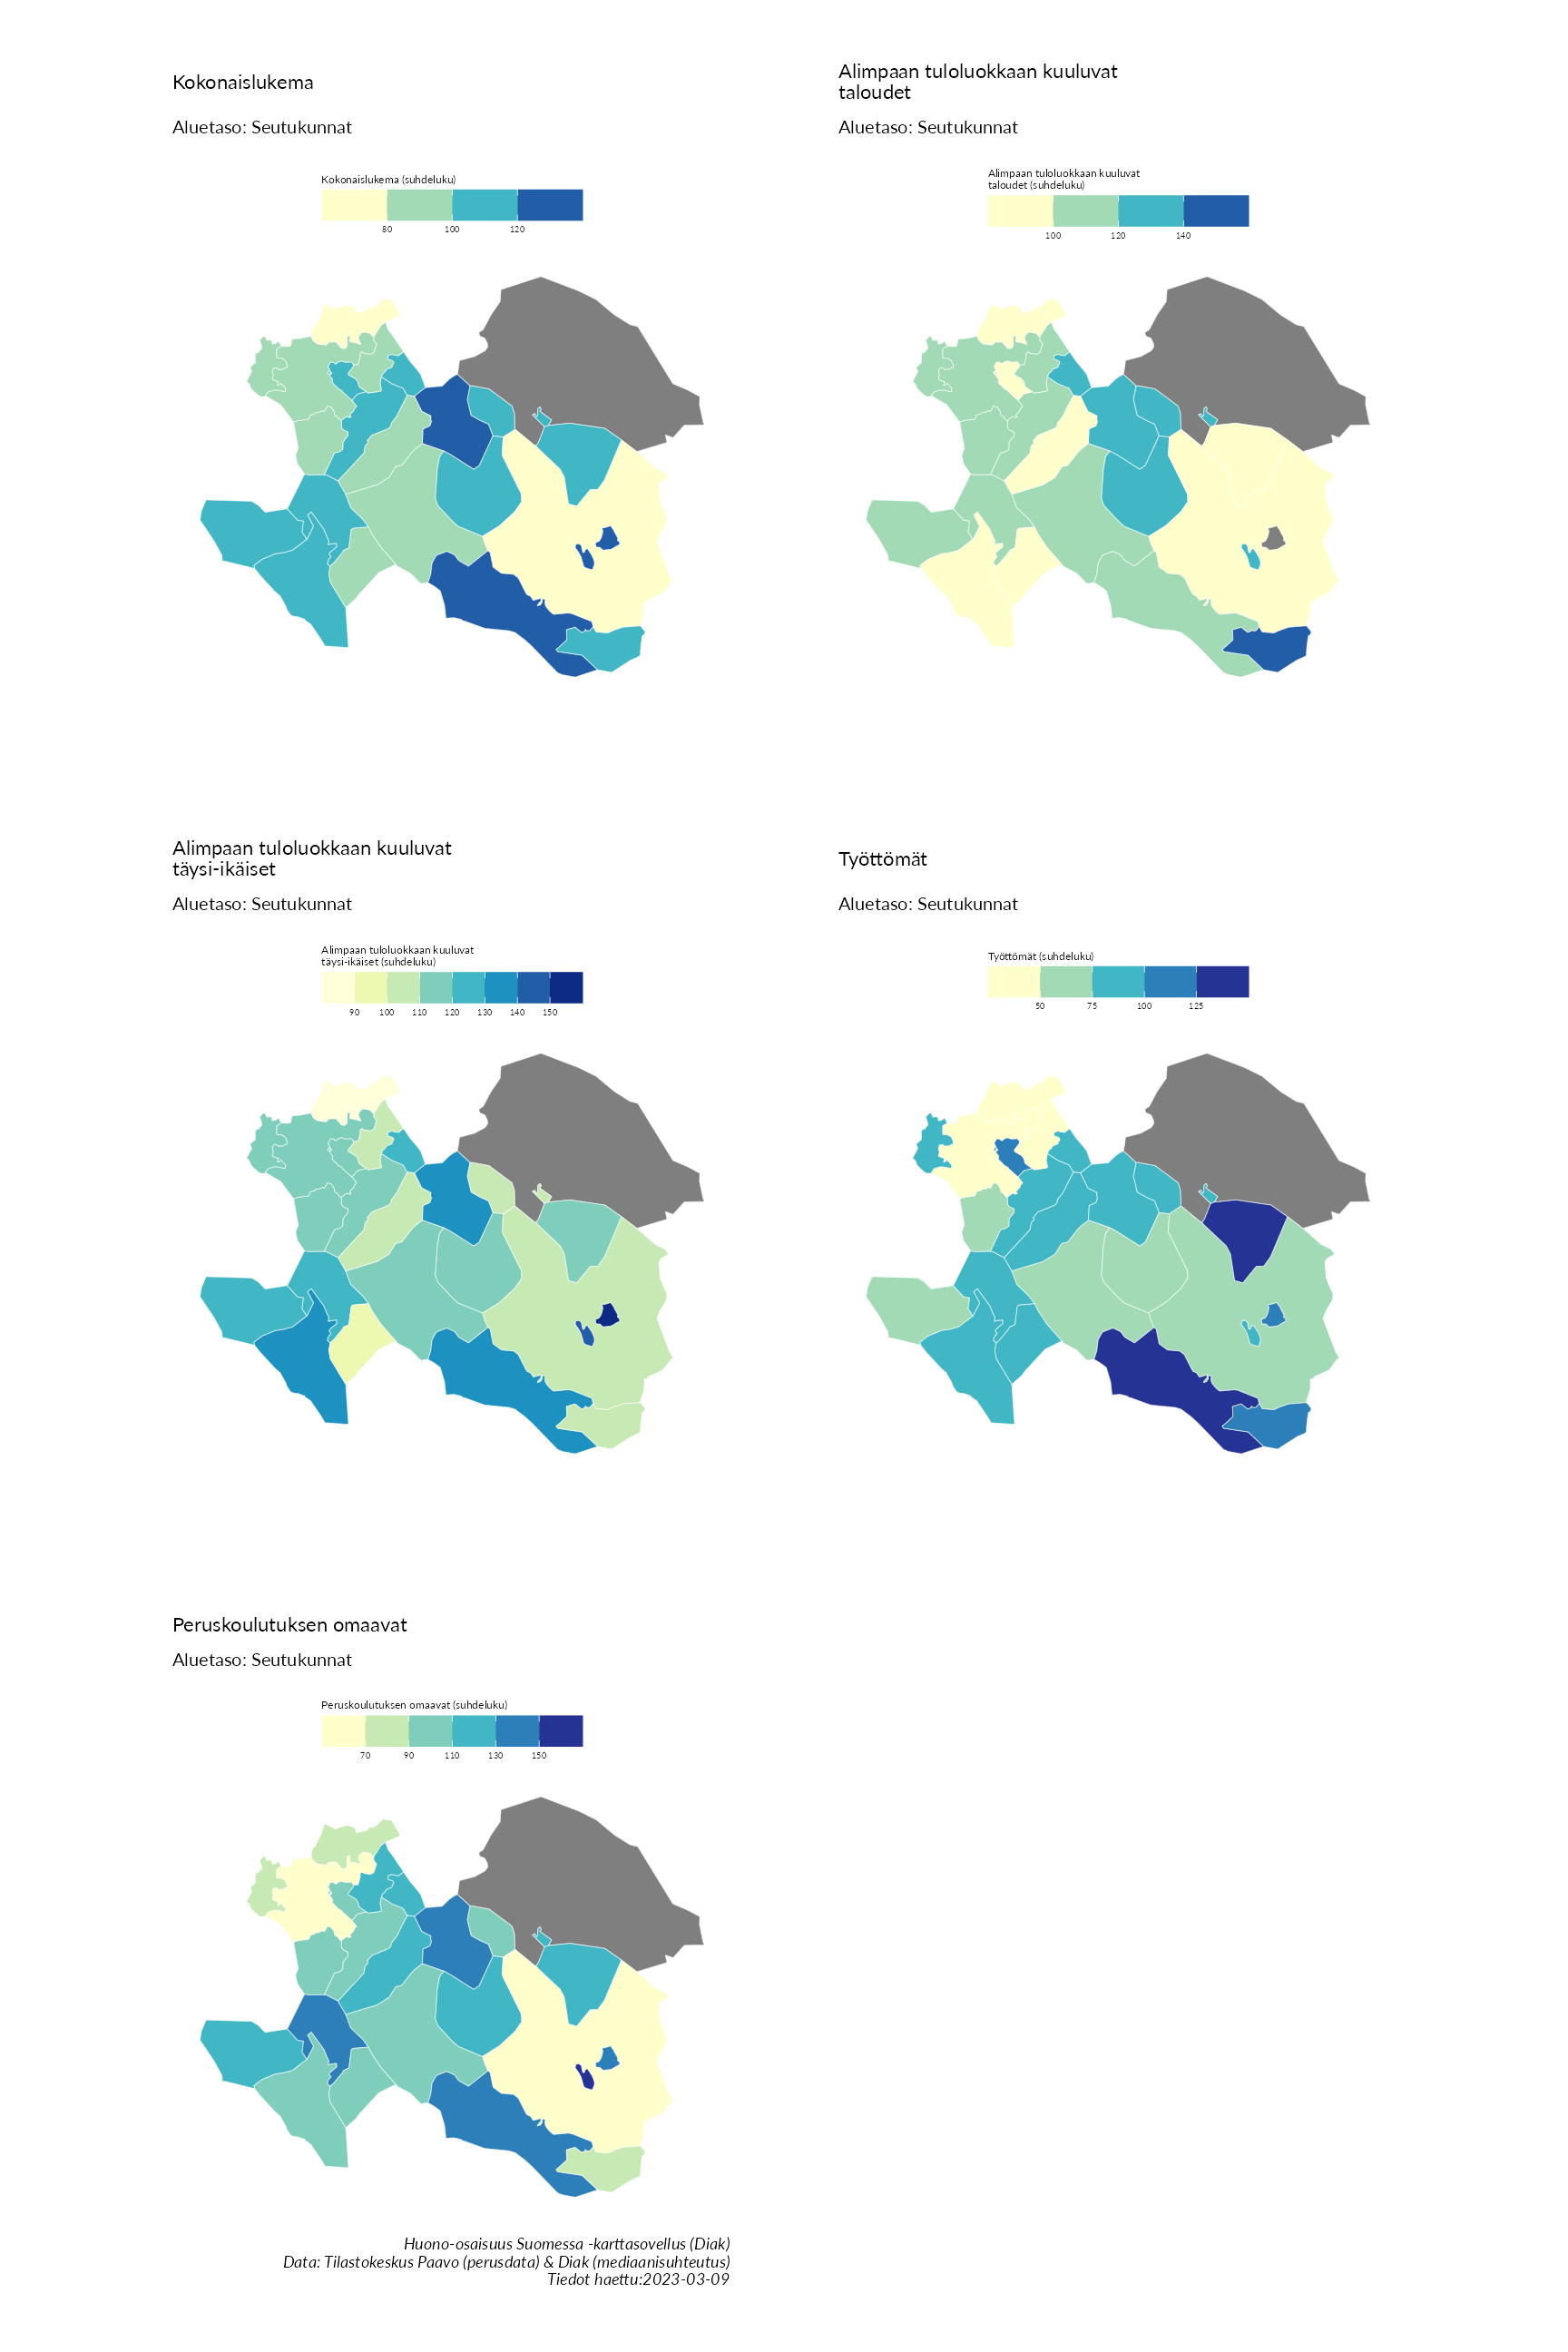 Kokonaislukema
Aluetaso: Seutukunnat
Kokonaislukema (suhdeluku)
80 100 120
Alimpaan tuloluokkaan kuuluvat
taloudet
Aluetaso: Seutukunnat
Alimpaan tuloluokkaan kuuluvat
taloudet (suhdeluku)
100 120 140
Alimpaan tuloluokkaan kuuluvat
täysi-ikäiset
Aluetaso: Seutukunnat
Alimpaan tuloluokkaan kuuluvat
täysi-ikäiset (suhdeluku)
90 100 110 120 130 140 150
Työttömät
Aluetaso: Seutukunnat
Työttömät (suhdeluku)
50 75 100 125
Peruskoulutuksen omaavat
Aluetaso: Seutukunnat
Peruskoulutuksen omaavat (suhdeluku)
70 90 110 130 150
Huono-osaisuus Suomessa -karttasovellus (Diak)
Data: Tilastokeskus Paavo (perusdata) & Diak (mediaanisuhteutus)
Tiedot haettu:2023-03-09